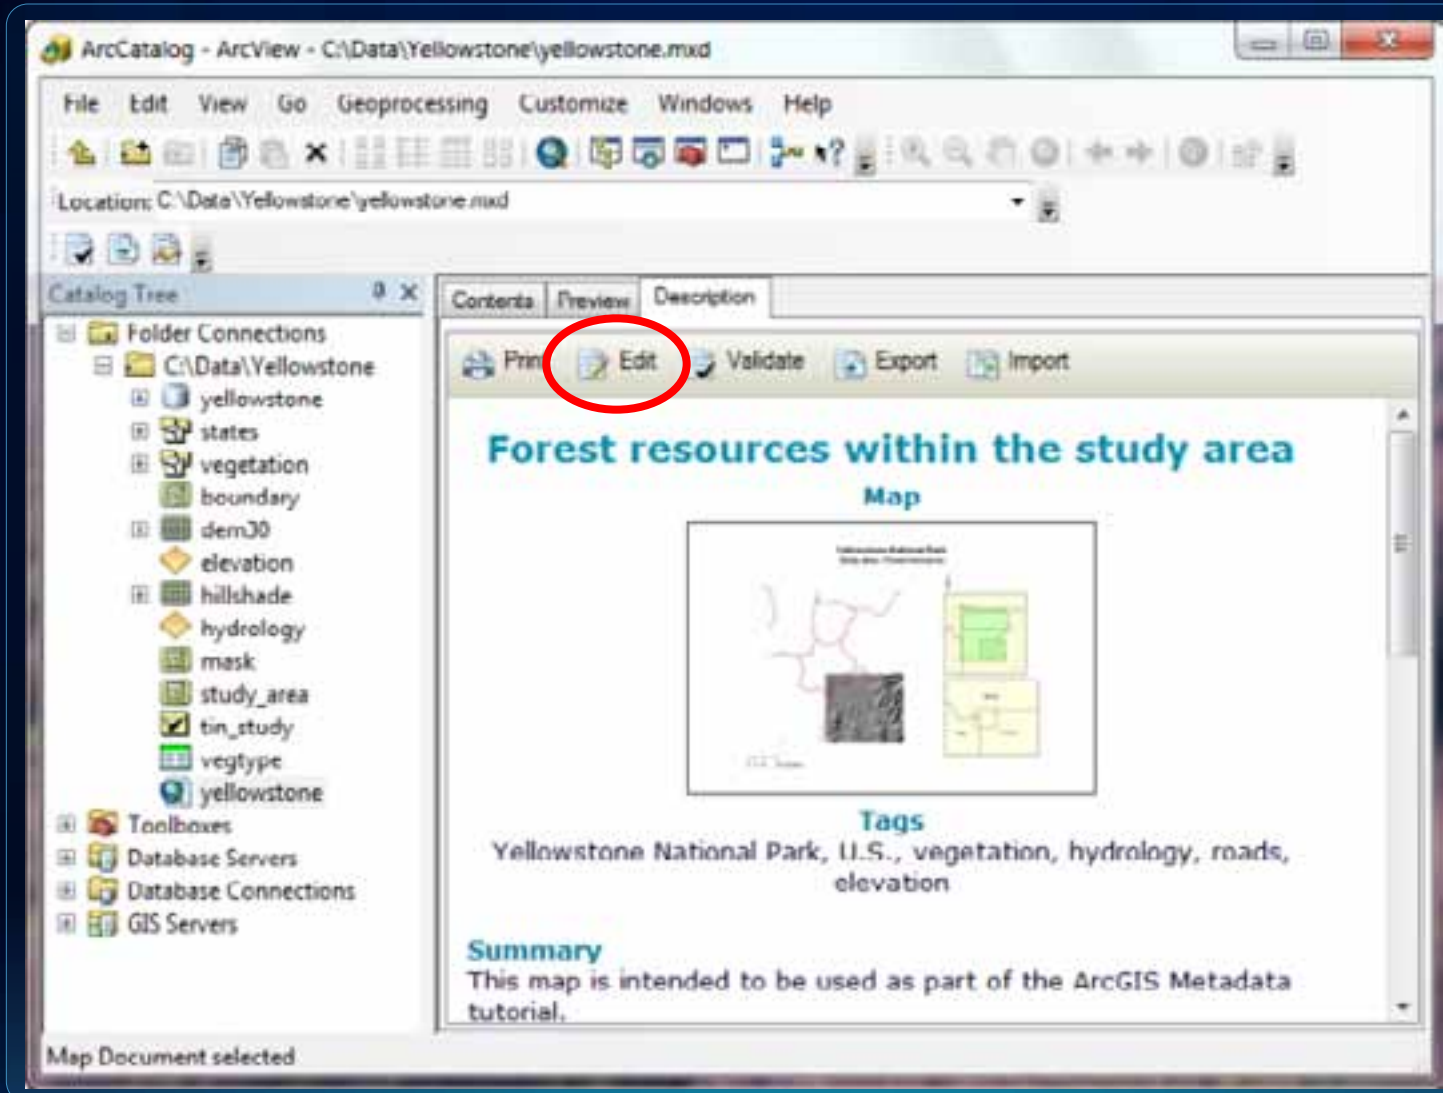 ArcCatalog - ArcView - C:\Data\Yellowstone\yellowstone.mxd
File Edit View Go Geoprocessing Customize Windows Help
Location: C:\Data\Yellowstone\yellowstone.mxd
Catalog Tree
Contents Preview Description
Folder Connections
C:\Data\Yellowstone
yellowstone
states
vegetation
boundary
dem30
elevation
hillshade
hydrology
mask
study_area
tin_study
vegtype
yellowstone
Toolboxes
Database Servers
Database Connections
GIS Servers
Print Edit Validate Export Import
Forest resources within the study area
Map
Yellowstone National Park
Tags
Yellowstone National Park, U.S., vegetation, hydrology, roads,
elevation
Summary
This map is intended to be used as part of the ArcGIS Metadata
tutorial.
Map Document selected